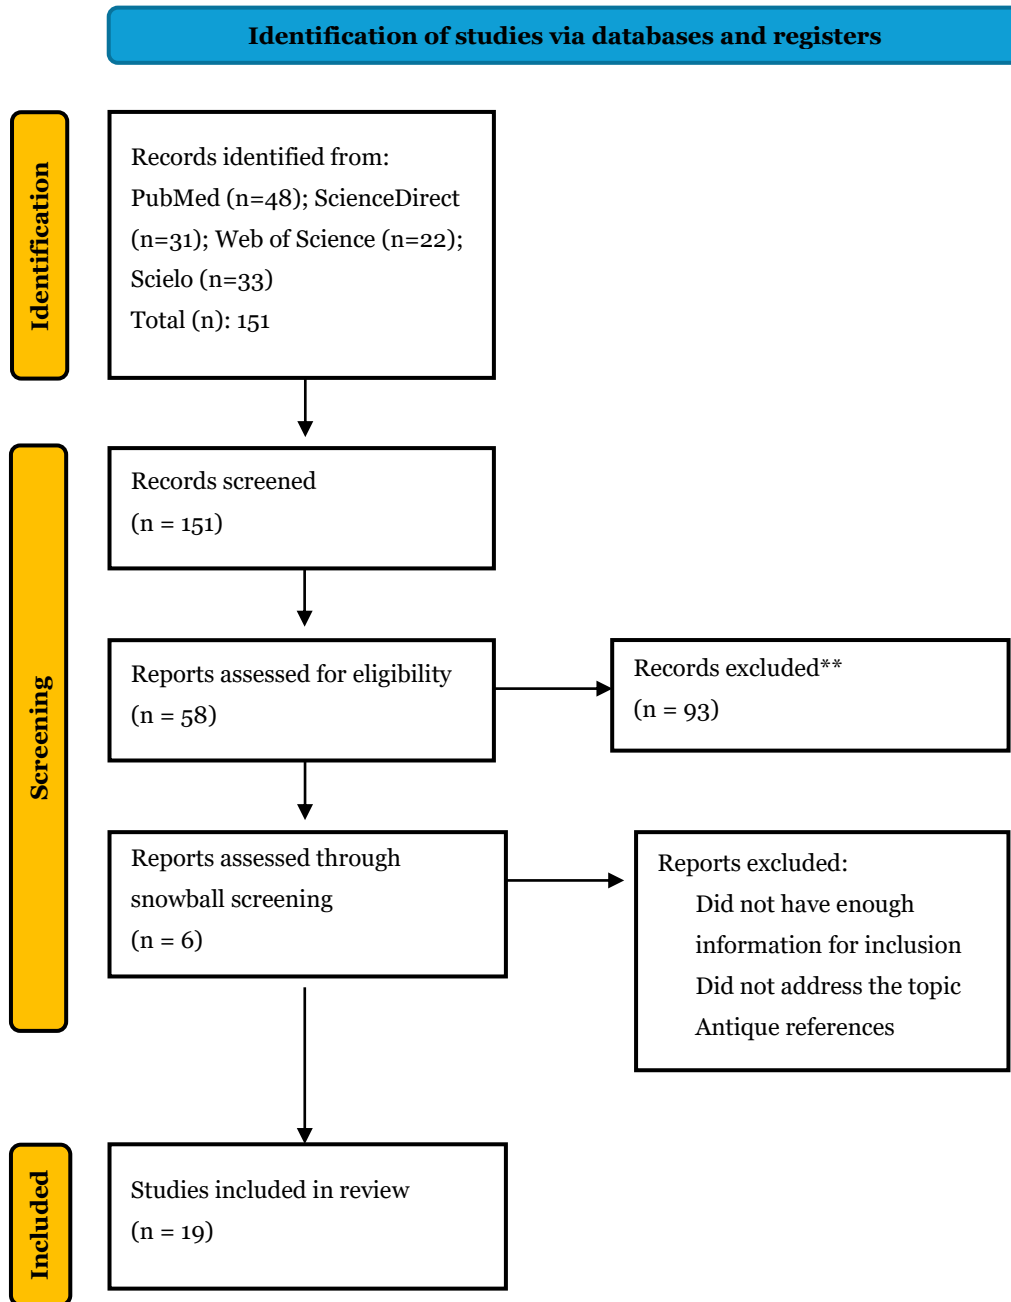 Identification of studies via databases and registers
Identification
Records identified from:
PubMed (n=48); ScienceDirect
(n=31); Web of Science (n=22);
Scielo (n=33)
Total (n): 151
Screening
Records screened
(n = 151)
Reports assessed for eligibility
(n = 58)
Records excluded**
(n = 93)
Reports assessed through
snowball screening
(n = 6)
Reports excluded:
Did not have enough
information for inclusion
Did not address the topic
Antique references
Included
Studies included in review
(n = 19)